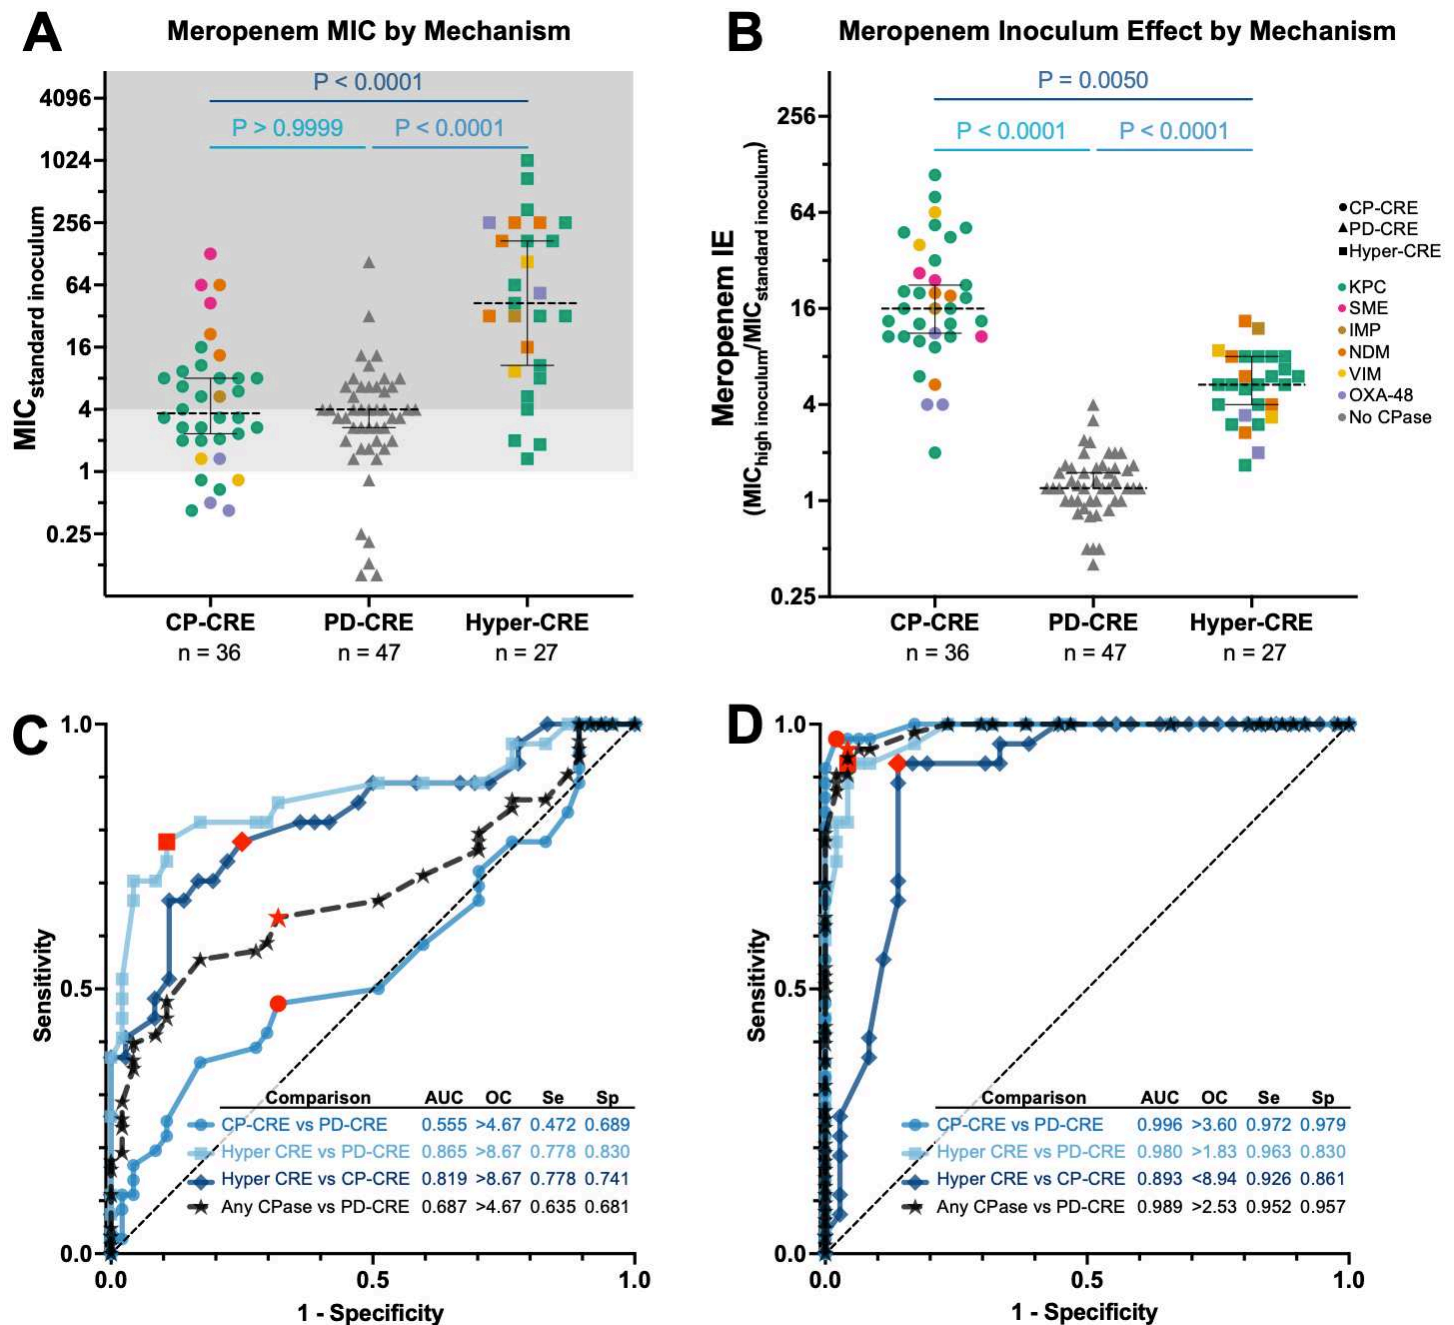 A
Meropenem MIC by Mechanism
P < 0.0001
P > 0.9999
P < 0.0001
4096
1024
256
64
16
4
1
0.25
MICstandard inoculum
CP-CRE
PD-CRE
Hyper-CRE
n = 36
n = 47
n = 27
B
Meropenem Inoculum Effect by Mechanism
P = 0.0050
P < 0.0001
P < 0.0001
256
64
16
4
1
0.25
Meropenem IE
(MIChigh inoculum/MICstandard inoculum)
CP-CRE
PD-CRE
Hyper-CRE
n = 36
n = 47
n = 27
CP-CRE
PD-CRE
Hyper-CRE
KPC
SME
IMP
NDM
VIM
OXA-48
No CPase
C
1.0
0.5
0.0
Sensitivity
Comparison AUC OC Se Sp
CP-CRE vs PD-CRE 0.555 >4.67 0.472 0.689
Hyper CRE vs PD-CRE 0.865 >8.67 0.778 0.830
Hyper CRE vs CP-CRE 0.819 >8.67 0.778 0.741
Any CPase vs PD-CRE 0.687 >4.67 0.635 0.681
0.0
0.5
1.0
1 - Specificity
D
1.0
0.5
0.0
Sensitivity
Comparison AUC OC Se Sp
CP-CRE vs PD-CRE 0.996 >3.60 0.972 0.979
Hyper CRE vs PD-CRE 0.980 >1.83 0.963 0.830
Hyper CRE vs CP-CRE 0.893 <8.94 0.926 0.861
Any CPase vs PD-CRE 0.989 >2.53 0.952 0.957
0.0
0.5
1.0
1 - Specificity